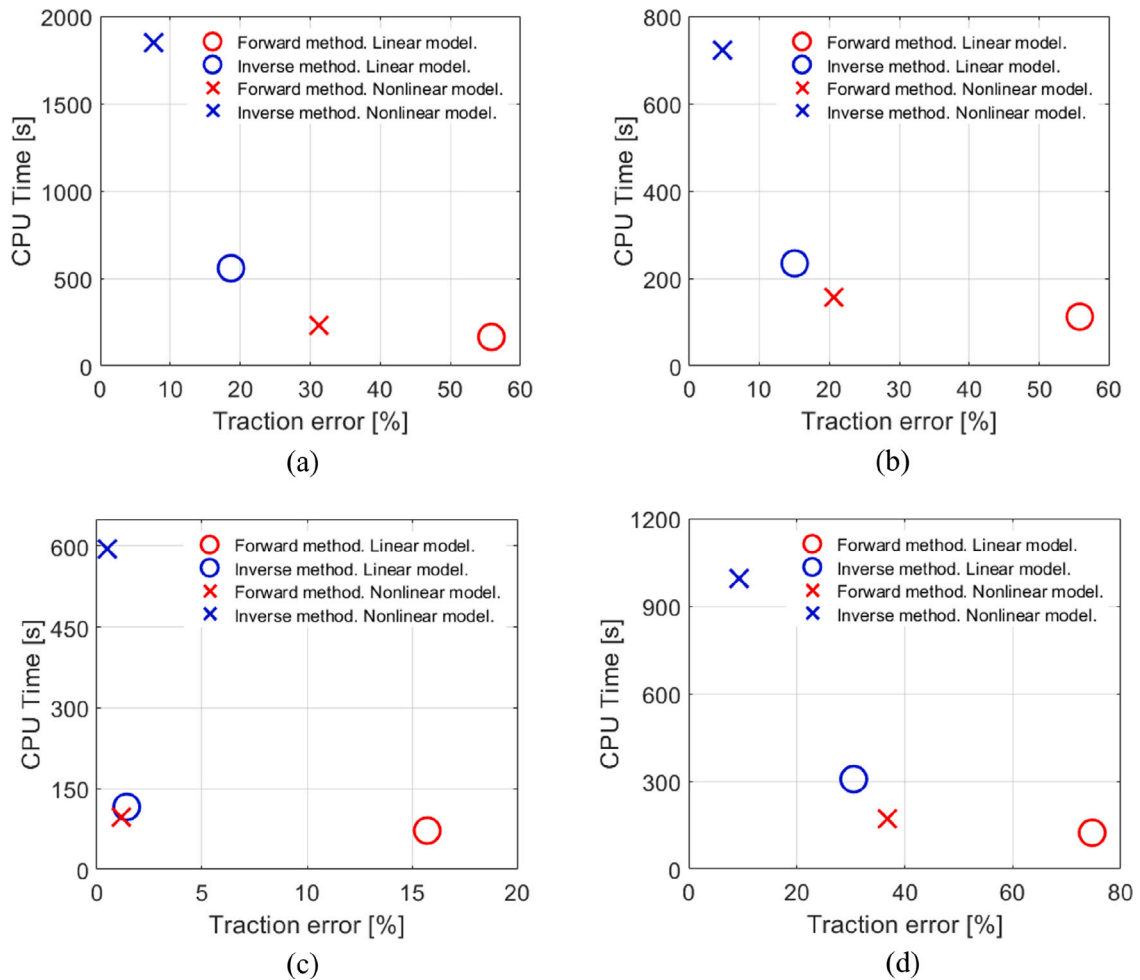 2000
1500
1000
500
0
CPU Time [s]
Forward method. Linear model.
Inverse method. Linear model.
Forward method. Nonlinear model.
Inverse method. Nonlinear model.
0 10 20 30 40 50 60
Traction error [%]
(a)
800
600
400
200
0
CPU Time [s]
Forward method. Linear model.
Inverse method. Linear model.
Forward method. Nonlinear model.
Inverse method. Nonlinear model.
0 10 20 30 40 50 60
Traction error [%]
(b)
600
450
300
150
0
CPU Time [s]
Forward method. Linear model.
Inverse method. Linear model.
Forward method. Nonlinear model.
Inverse method. Nonlinear model.
0 5 10 15 20
Traction error [%]
(c)
1200
900
600
300
0
CPU Time [s]
Forward method. Linear model.
Inverse method. Linear model.
Forward method. Nonlinear model.
Inverse method. Nonlinear model.
0 20 40 60 80
Traction error [%]
(d)